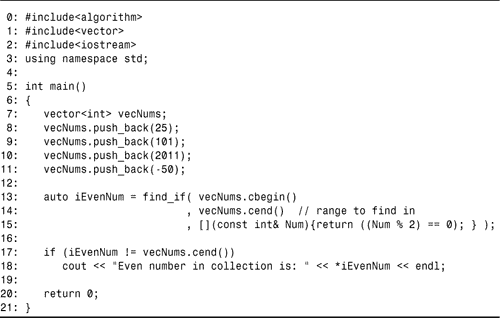 0: #include<algorithm>
1: #include<vector>
2: #include<iostream>
3: using namespace std;
4:
5: int main()
6: {
7:    vector<int> vecNums;
8:    vecNums.push_back(25);
9:    vecNums.push_back(101);
10:    vecNums.push_back(2011);
11:    vecNums.push_back(-50);
12:
13:    auto iEvenNum = find_if( vecNums.cbegin()
14:                        , vecNums.cend()  // range to find in
15:                        , [](const int& Num){return ((Num % 2) == 0); } );
16:
17:    if (iEvenNum != vecNums.cend())
18:       cout << "Even number in collection is: " << *iEvenNum << endl;
19:
20:    return 0;
21: }